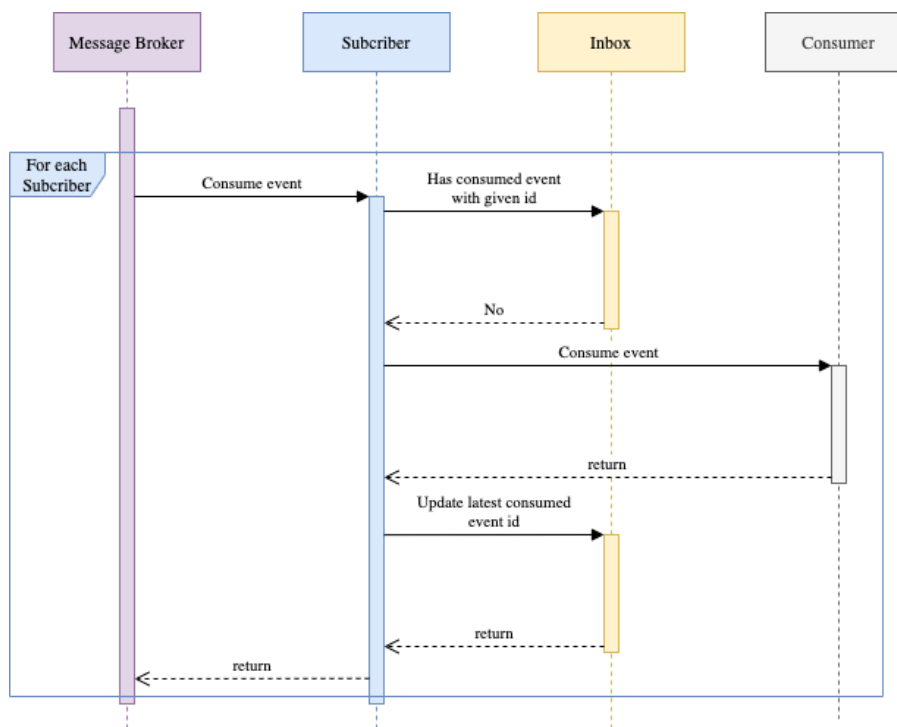 Message Broker
Subcriber
Inbox
Consumer
For each
Subcriber
Consume event
Has consumed event
with given id
No
Consume event
return
Update latest consumed
event id
return
return